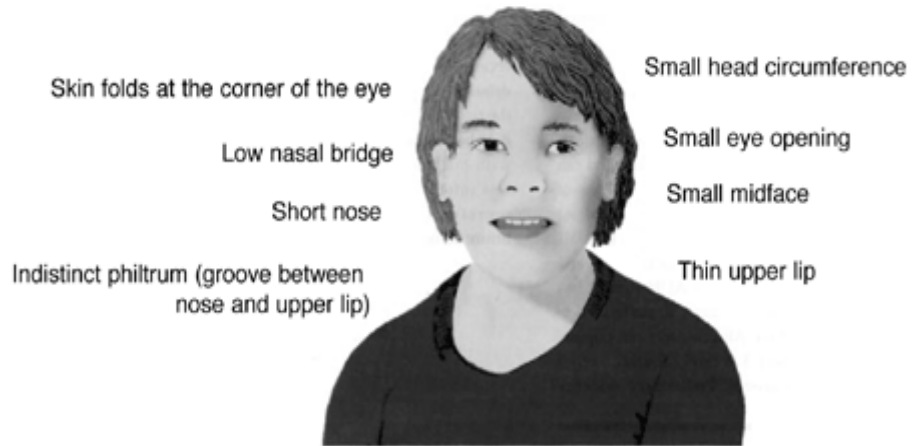 Skin folds at the corner of the eye
Low nasal bridge
Short nose
Indistinct philtrum (groove between
nose and upper lip)
Small head circumference
Small eye opening
Small midface
Thin upper lip